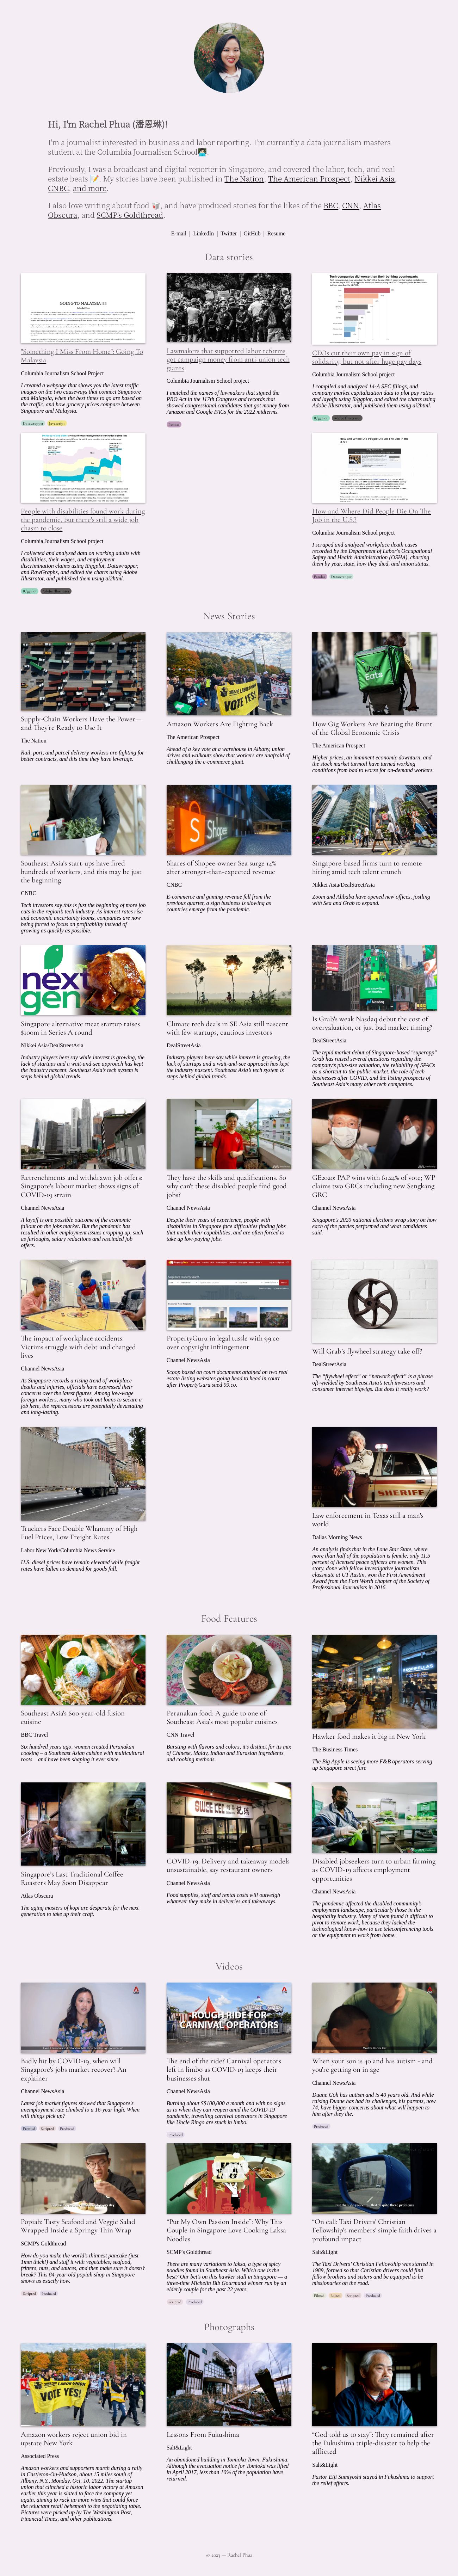 Hi, I'm Rachel Phua (潘恩琳)!
I'm a journalist interested in business and labor reporting. I'm currently a data journalism masters
student at the Columbia Journalism School
Previously, I was a broadcast and digital reporter in Singapore, and covered the labor, tech, and real
estate beats . My stories have been published in The Nation, The American Prospect, Nikkei Asia,
CNBC, and more.
I also love writing about food , and have produced stories for the likes of the BBC, CNN, Atlas
Obscura, and SCMP's Goldthread.
E-mail | LinkedIn | Twitter | GitHub | Resume
Data stories
GOING TO MALAYSIA
"Something I Miss From Home": Going To
Malaysia
Columbia Journalism School Project
I created a webpage that shows you the latest traffic
images on the two causeways that connect Singapore
and Malaysia, when the best times to go are based on
the traffic, and how grocery prices compare between
Singapore and Malaysia.
Datawrapper Javascript
Lawmakers that supported labor reforms
got campaign money from anti-union tech
giants
Columbia Journalism School project
I matched the names of lawmakers that signed the
PRO Act in the 117th Congress and records that
showed congressional candidates who got money from
Amazon and Google PACs for the 2022 midterms.
Pandas
Tech companies did worse than their banking counterparts
CEOs cut their own pay in sign of
solidarity, but not after huge pay days
Columbia Journalism School project
I compiled and analyzed 14-A SEC filings, and
company market capitalization data to plot pay ratios
and layoffs using R and ggplot, edited the charts using
Adobe Illustrator, and published them using ai2html.
R/ggplot Adobe Illustrator
People with disabilities found work during
the pandemic, but there's still a wide job
chasm to close
Columbia Journalism School project
I collected and analyzed data on working adults with
disabilities, their wages, and employment
discrimination claims using R/ggplot, Datawrapper,
and RawGraphs, and edited the charts using Adobe
Illustrator, and published them using ai2html.
R/ggplot Adobe Illustrator
How and Where Did People Die On The Job in the
U.S.?
How and Where Did People Die On The
Job in the U.S.?
Columbia Journalism School project
I scraped and analyzed workplace death cases
recorded by the Department of Labor's Occupational
Safety and Health Administration (OSHA), charting
them by year, state, how they died, and union status.
Pandas Datawrapper
News Stories
Supply-Chain Workers Have the Power—
and They're Ready to Use It
The Nation
Rail, port, and parcel delivery workers are fighting for
better contracts, and this time they have leverage.
VOTE YES!
Amazon Workers Are Fighting Back
The American Prospect
Ahead of a key vote at a warehouse in Albany, union
drives and walkouts show that workers are unafraid of
challenging the e-commerce giant.
Uber
Eats
How Gig Workers Are Bearing the Brunt
of the Global Economic Crisis
The American Prospect
Higher prices, an imminent economic downturn, and
the stock market turmoil have turned working
conditions from bad to worse for on-demand workers.
Southeast Asia's start-ups have fired
hundreds of workers, and this may be just
the beginning
CNBC
Tech investors say this is just the beginning of more job
cuts in the region's tech industry. As interest rates rise
and economic uncertainty looms, companies are now
being forced to focus on profitability instead of
growing as quickly as possible.
Shares of Shopee-owner Sea surge 14%
after stronger-than-expected revenue
CNBC
E-commerce and gaming revenue fell from the
previous quarter, a sign business is slowing as
countries emerge from the pandemic.
Singapore-based firms turn to remote
hiring amid tech talent crunch
Nikkei Asia/DealStreetAsia
Zoom and Alibaba have opened new offices, jostling
with Sea and Grab to expand.
next
gen
Singapore alternative meat startup raises
$100m in Series A round
Nikkei Asia/DealStreetAsia
Industry players here say while interest is growing, the
lack of startups and a wait-and-see approach has kept
the industry nascent. Southeast Asia's tech system is
steps behind global trends.
Climate tech deals in SE Asia still nascent
with few startups, cautious investors
DealStreetAsia
Industry players here say while interest is growing, the
lack of startups and a wait-and-see approach has kept
the industry nascent. Southeast Asia's tech system is
steps behind global trends.
Is Grab's weak Nasdaq debut the cost of
overvaluation, or just bad market timing?
DealStreetAsia
The tepid market debut of Singapore-based "superapp"
Grab has raised several questions regarding the
company's plus-size valuation, the reliability of SPACs
as a shortcut to the public market, the role of tech
businesses after COVID, and the listing prospects of
Southeast Asia's many other tech companies.
Retrenchments and withdrawn job offers:
Singapore's labour market shows signs of
COVID-19 strain
Channel NewsAsia
A layoff is one possible outcome of the economic
fallout on the job market. But the pandemic has
resulted in other employment issues cropping up, such
as furloughs, salary reductions and rescinded job
offers.
They have the skills and qualifications. So
why can't these disabled people find good
jobs?
Channel NewsAsia
Despite their years of experience, people with
disabilities in Singapore face difficulties finding jobs
that match their capabilities, and are often forced to
take up low-paying jobs.
GE2020: PAP wins with 61.24% of vote; WP
claims two GRCs including new Sengkang
GRC
Channel NewsAsia
Singapore's 2020 national elections wrap story on how
each of the parties performed and what candidates
said.
The impact of workplace accidents:
Victims struggle with debt and changed
lives
Channel NewsAsia
As Singapore records a rising trend of workplace
deaths and injuries, officials have expressed their
concerns over the latest figures. Among low-wage
foreign workers, many who took out loans to secure a
job here, the repercussions are potentially devastating
and long-lasting.
PropertyGuru in legal tussle with 99.co
over copyright infringement
Channel NewsAsia
Scoop based on court documents attained on two real
estate listing websites going head to head in court
after PropertyGuru sued 99.co.
Will Grab's flywheel strategy take off?
DealStreetAsia
The "flywheel effect" or "network effect" is a phrase
oft-wielded by Southeast Asia's tech investors and
consumer internet bigwigs. But does it really work?
Truckers Face Double Whammy of High
Fuel Prices, Low Freight Rates
Labor New York/Columbia News Service
U.S. diesel prices have remain elevated while freight
rates have fallen as demand for goods fall.
SHERIFF
Law enforcement in Texas still a man's
world
Dallas Morning News
An analysis finds that in the Lone Star State, where
more than half of the population is female, only 11.5
percent of licensed peace officers are women. This
story, done with fellow investigative journalism
classmate at UT Austin, won the First Amendment
Award from the Fort Worth chapter of the Society of
Professional Journalists in 2016.
Food Features
Southeast Asia's 600-year-old fusion
cuisine
BBC Travel
Six hundred years ago, women created Peranakan
cooking – a Southeast Asian cuisine with multicultural
roots – and have been shaping it ever since.
Peranakan food: A guide to one of
Southeast Asia's most popular cuisines
CNN Travel
Bursting with flavors and colors, it's distinct for its mix
of Chinese, Malay, Indian and Eurasian ingredients
and cooking methods.
Hawker food makes it big in New York
The Business Times
The Big Apple is seeing more F&B operators serving
up Singapore street fare
Singapore's Last Traditional Coffee
Roasters May Soon Disappear
Atlas Obscura
The aging masters of kopi are desperate for the next
generation to take up their craft.
COVID-19: Delivery and takeaway models
unsustainable, say restaurant owners
Channel NewsAsia
Food supplies, staff and rental costs will outweigh
whatever they make in deliveries and takeaways.
Disabled jobseekers turn to urban farming
as COVID-19 affects employment
opportunities
Channel NewsAsia
The pandemic affected the disabled community's
employment landscape, particularly those in the
hospitality industry. Many of them found it difficult to
pivot to remote work, because they lacked the
technological know-how to use teleconferencing tools
or the equipment to work from home.
Videos
Badly hit by COVID-19, when will
Singapore's jobs market recover? An
explainer
Channel NewsAsia
Latest job market figures showed that Singapore's
unemployment rate climbed to a 16-year high. When
will things pick up?
Scripted Produced
ROUGH RIDE FOR
CARNIVAL OPERATORS
The end of the ride? Carnival operators
left in limbo as COVID-19 keeps their
businesses shut
Channel NewsAsia
Burning about S$100,000 a month and with no signs
as to when they can reopen amid the COVID-19
pandemic, travelling carnival operators in Singapore
like Uncle Ringo are stuck in limbo.
Produced
When your son is 40 and has autism - and
you're getting on in age
Channel NewsAsia
Duane Goh has autism and is 40 years old. And while
raising Duane has had its challenges, his parents, now
74, have bigger concerns about what will happen to
him after they die.
Produced
Popiah: Tasty Seafood and Veggie Salad
Wrapped Inside a Springy Thin Wrap
SCMP's Goldthread
How do you make the world's thinnest pancake (just
1mm thick) and stuff it with vegetables, seafood,
fritters, nuts, and sauces, and then make sure it doesn't
break? This 84-year-old popiah shop in Singapore
shows us exactly how.
Scripted Produced
"Put My Own Passion Inside": Why This
Couple in Singapore Love Cooking Laksa
Noodles
SCMP's Goldthread
There are many variations to laksa, a type of spicy
noodles found in Southeast Asia. Which one is the
best? Our bet's on this hawker stall in Singapore — a
three-time Michelin Bib Gourmand winner run by an
elderly couple for the past 22 years.
Scripted Produced
"On call: Taxi Drivers' Christian
Fellowship's members' simple faith drives a
profound impact
Salt&Light
The Taxi Drivers' Christian Fellowship was started in
1989, formed so that Christian drivers could find
fellow brothers and sisters and be equipped to be
missionaries on the road.
Filmed Edited Scripted Produced
Photographs
VOTE YES!
Amazon workers reject union bid in
upstate New York
Associated Press
Amazon workers and supporters march during a rally
in Castleton-On-Hudson, about 15 miles south of
Albany, N.Y., Monday, Oct. 10, 2022. The startup
union that clinched a historic labor victory at Amazon
earlier this year is slated to face the company yet
again, aiming to rack up more wins that could force
the reluctant retail behemoth to the negotiating table.
Pictures were picked up by The Washington Post,
Financial Times, and other publications.
Lessons From Fukushima
Salt&Light
An abandoned building in Tomioka Town, Fukushima.
Although the evacuation notice for Tomioka was lifted
in April 2017, less than 10% of the population have
returned.
"God told us to stay": They remained after
the Fukushima triple-disaster to help the
afflicted
Salt&Light
Pastor Eiji Sumiyoshi stayed in Fukushima to support
the relief efforts.
© 2023 — Rachel Phua